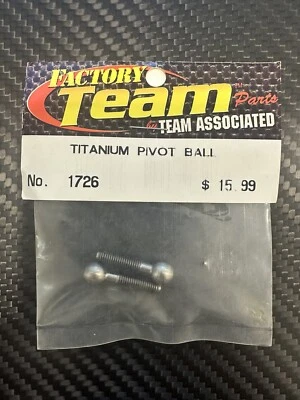 FACTORY
Team Parts
by TEAM ASSOCIATED
TITANIUM PIVOT BALL
No. 1726 $ 15.99